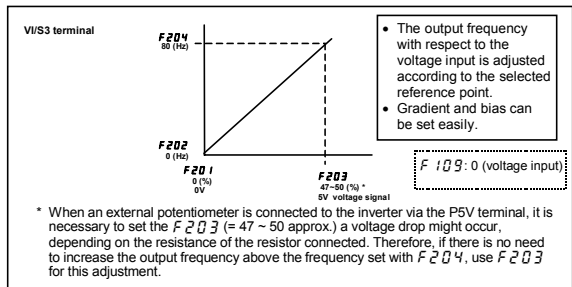 VI/S3 terminal
F204
80 (Hz)
F202
0 (Hz)
F201
0 (%)
0V
F203
47~50 (%) *
5V voltage signal
• The output frequency
with respect to the
voltage input is adjusted
according to the selected
reference point.
• Gradient and bias can
be set easily.
F109: 0 (voltage input)
* When an external potentiometer is connected to the inverter via the P5V terminal, it is
necessary to set the F203 (= 47 ~ 50 approx.) a voltage drop might occur,
depending on the resistance of the resistor connected. Therefore, if there is no need
to increase the output frequency above the frequency set with F204, use F203
for this adjustment.